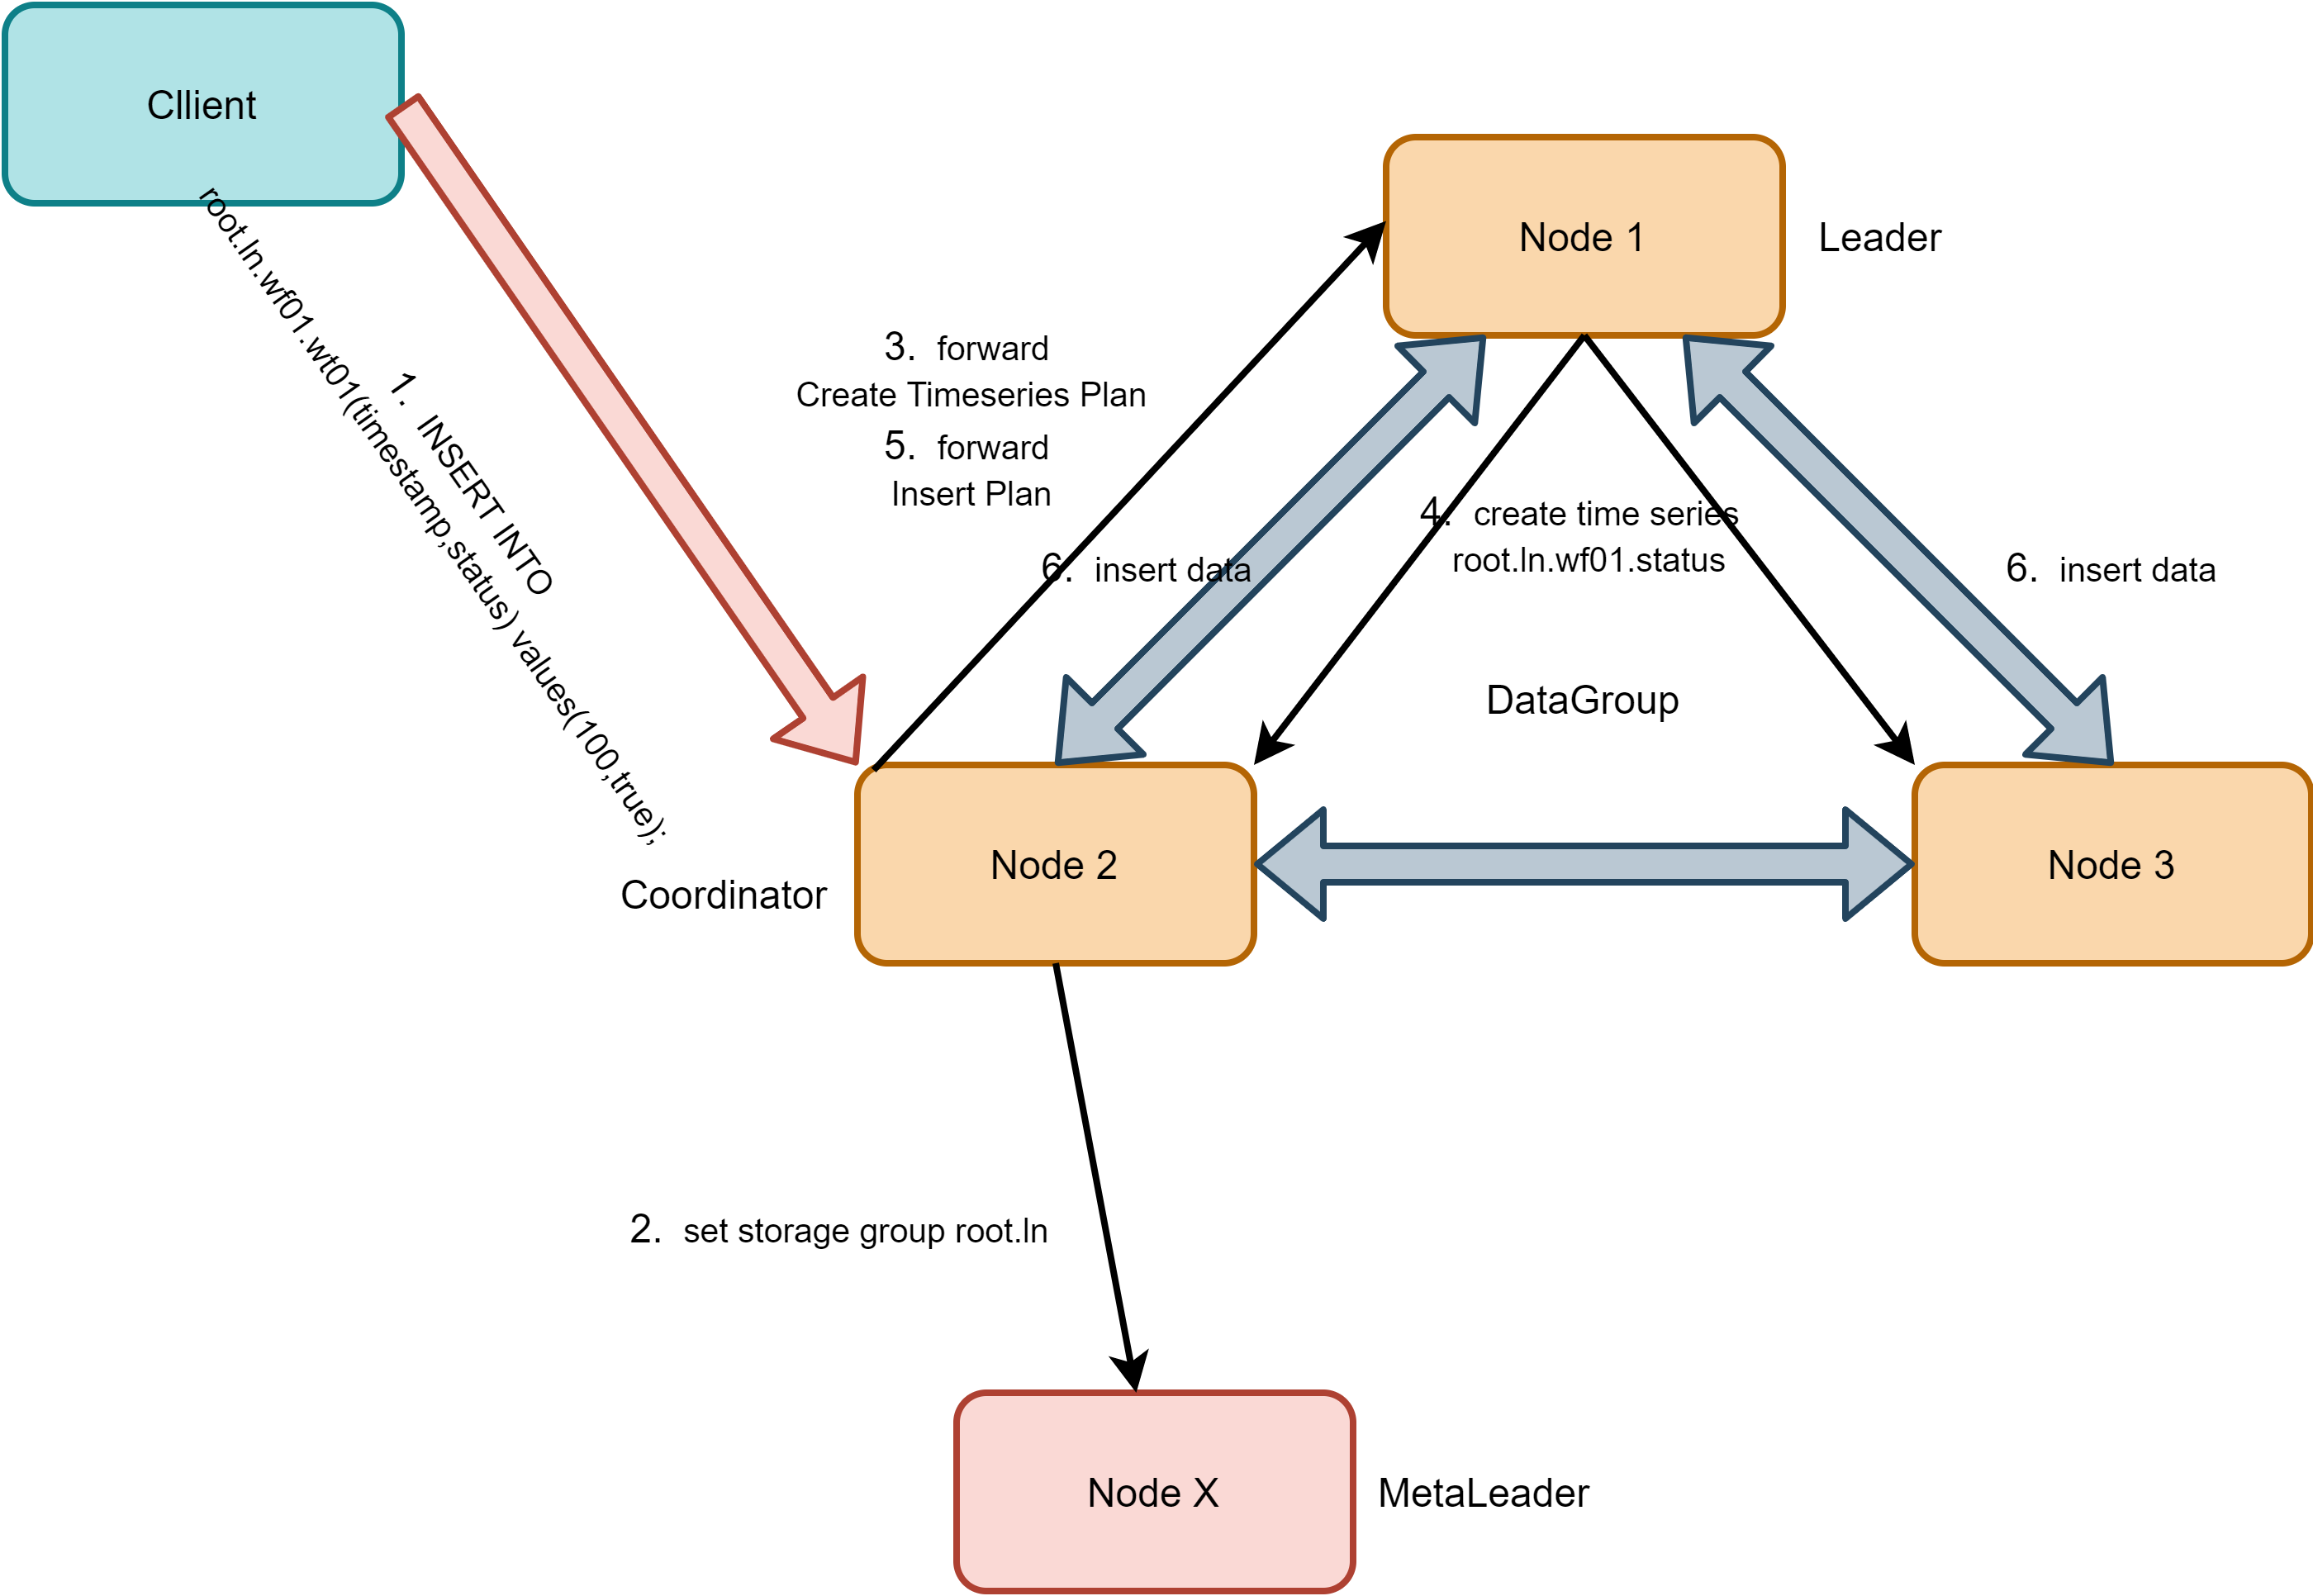 Cllient
1. INSERT INTO
root.ln.wf01.wt01(timestamp,status) values(100,true);
Node 1
Leader
3. forward
Create Timeseries Plan
5. forward
Insert Plan
4. create time series
root.ln.wf01.status
6. insert data
6. insert data
DataGroup
Node 2
Coordinator
Node 3
2. set storage group root.ln
Node X
MetaLeader